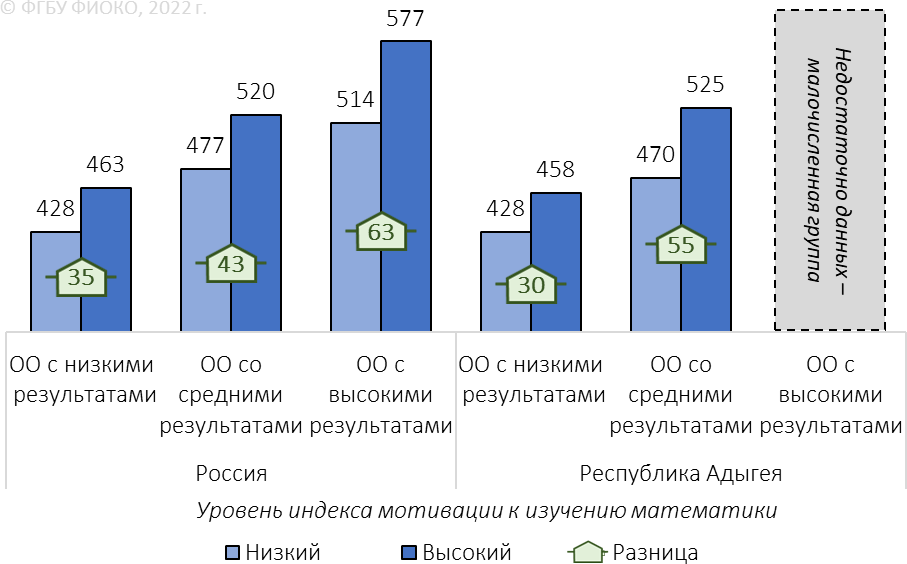 © ФГБУ ФИОКО, 2022 г.
577
520
514
525
477
463
470
428
428
458
63
43
55
35
30
Недостаточно данных –
малочисленная группа
ОО с низкими
результатами
ОО со
средними
результатами
ОО с
высокими
результатами
ОО с низкими
результатами
ОО со
средними
результатами
ОО с
высокими
результатами
Россия
Республика Адыгея
Уровень индекса мотивации к изучению математики
Низкий
Высокий
Разница